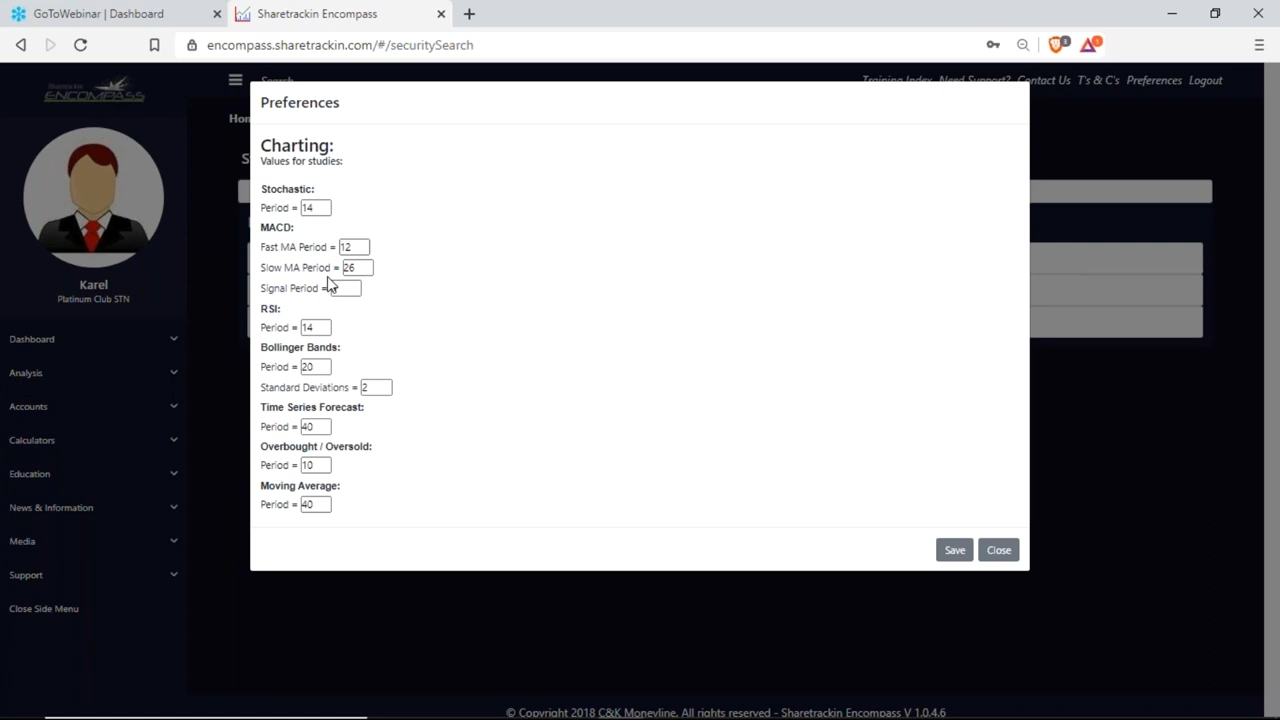 GoToWebinar | Dashboard
Sharetrackin Encompass
encompass.sharetrackin.com/#/securitySearch
Sharetrackin
ENCOMPASS
Search
Training Index Need Support? Contact Us T's & C's Preferences Logout
Preferences
Charting:
Values for studies:
Stochastic:
Period = 14
MACD:
Fast MA Period = 12
Slow MA Period = 26
Signal Period =
RSI:
Period = 14
Bollinger Bands:
Period = 20
Standard Deviations = 2
Time Series Forecast:
Period = 40
Overbought / Oversold:
Period = 10
Moving Average:
Period = 40
Save Close
Karel
Platinum Club STN
Dashboard
Analysis
Accounts
Calculators
Education
News & Information
Media
Support
Close Side Menu
© Copyright 2018 C&K Moneyline. All rights reserved - Sharetrackin Encompass V 1.0.4.6